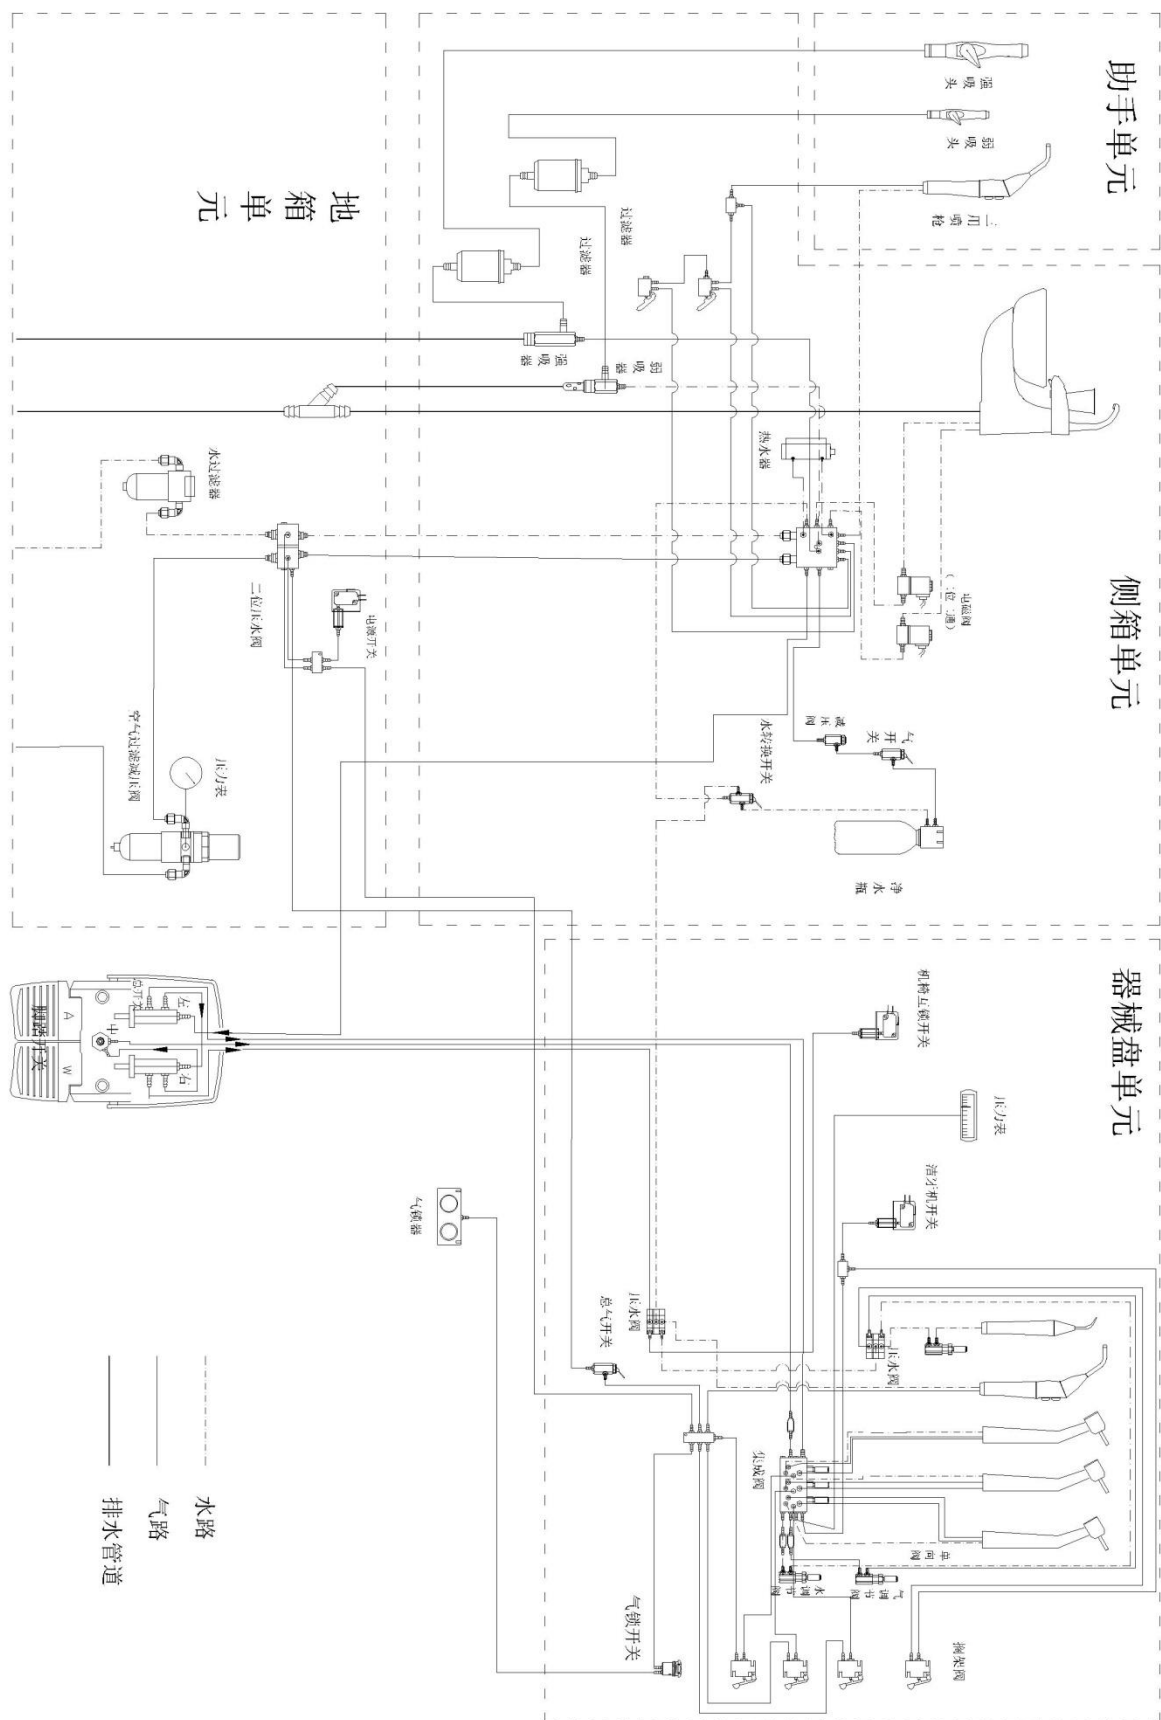 助手单元
强吸头
弱吸头
三用喷枪
地箱单元
过滤器
过滤器
强吸器
弱吸器
侧箱单元
热水器
电磁阀
(二位二通)
水过滤器
二位压水阀
电源开关
减压阀
气开关
水转换开关
净水瓶
空气过滤减压阀
压力表
器械盘单元
机椅互锁开关
压力表
洁牙机开关
脚踏开关
总开关
左
中
右
A
W
气锁器
总气开关
压水阀
压水阀
集成阀
单向阀
水调节阀
气调节阀
气锁开关
搁架阀
水路
气路
排水管道